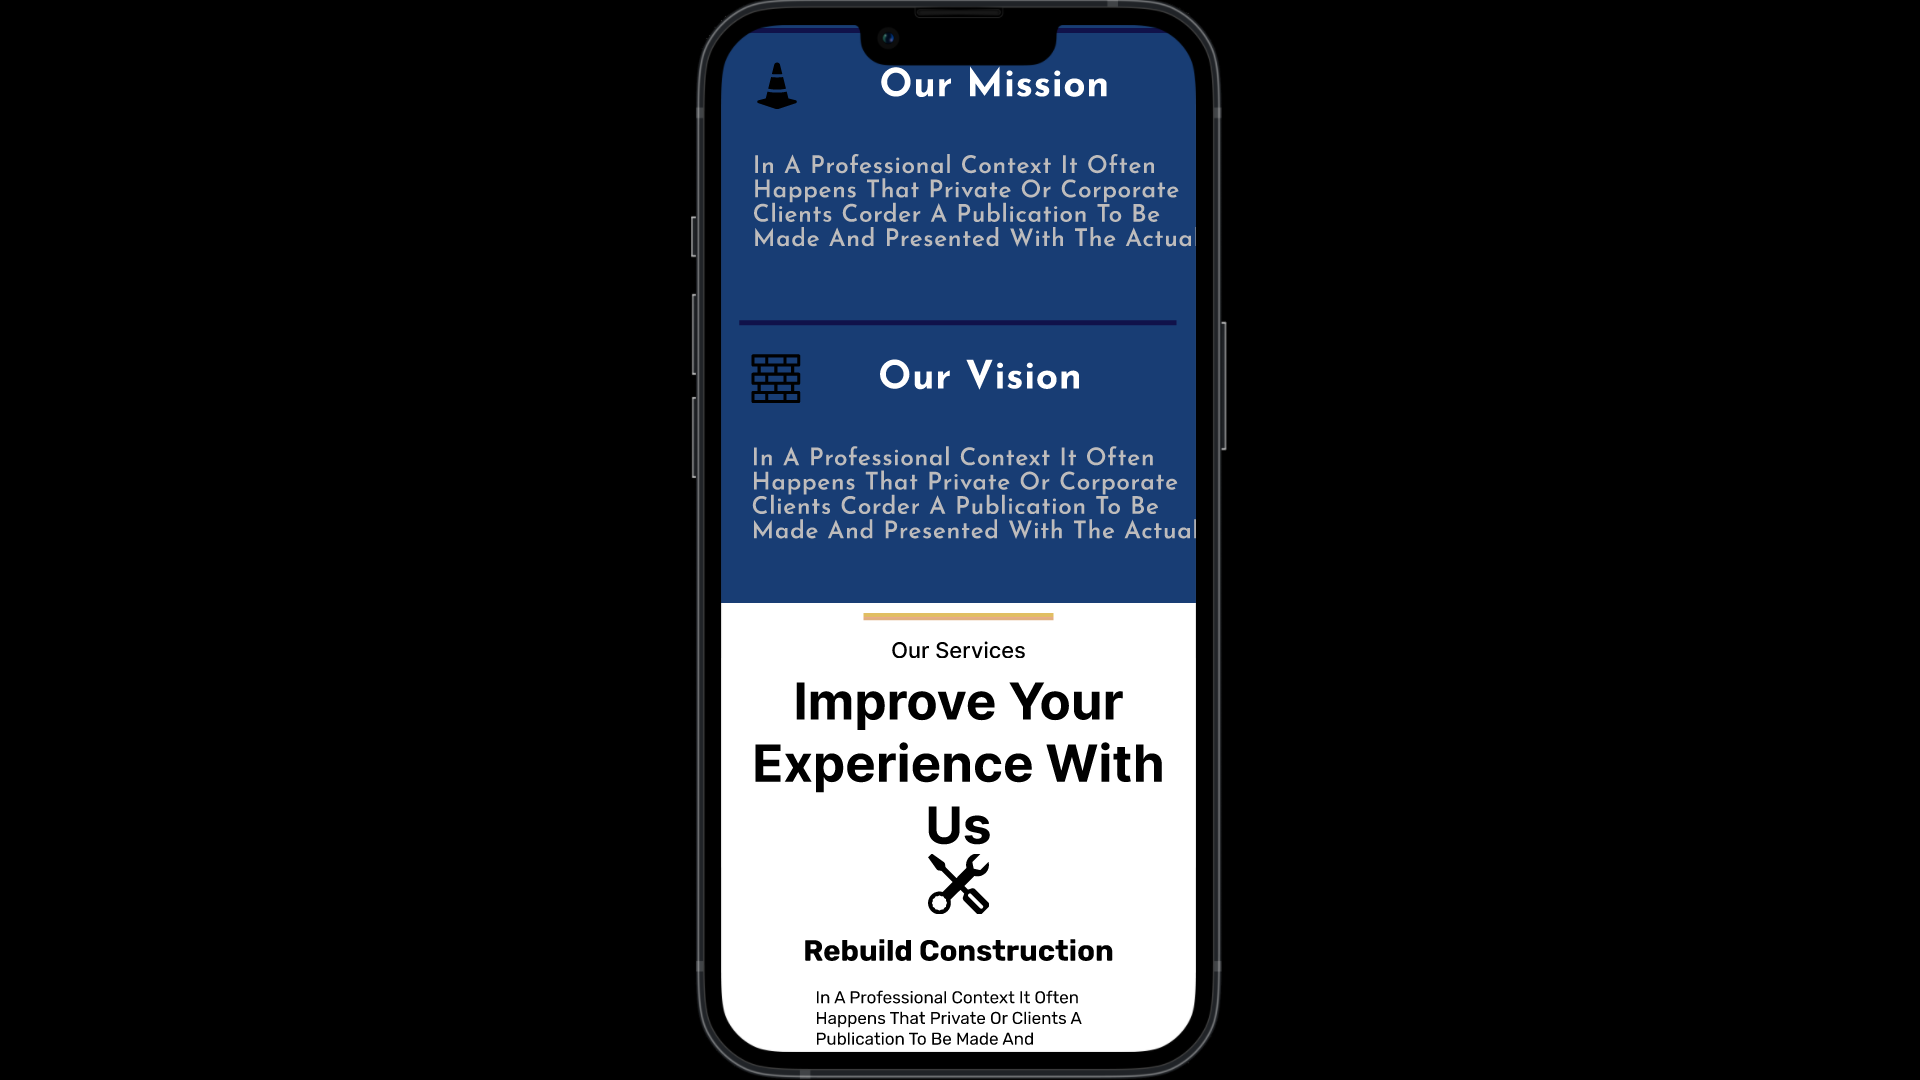 Our Mission
In A Professional Context It Often
Happens That Private Or Corporate
Clients Corder A Publication To Be
Made And Presented With The Actual
Our Vision
In A Professional Context It Often
Happens That Private Or Corporate
Clients Corder A Publication To Be
Made And Presented With The Actual
Our Services
Improve Your
Experience With
Us
Rebuild Construction
In A Professional Context It Often
Happens That Private Or Clients A
Publication To Be Made And